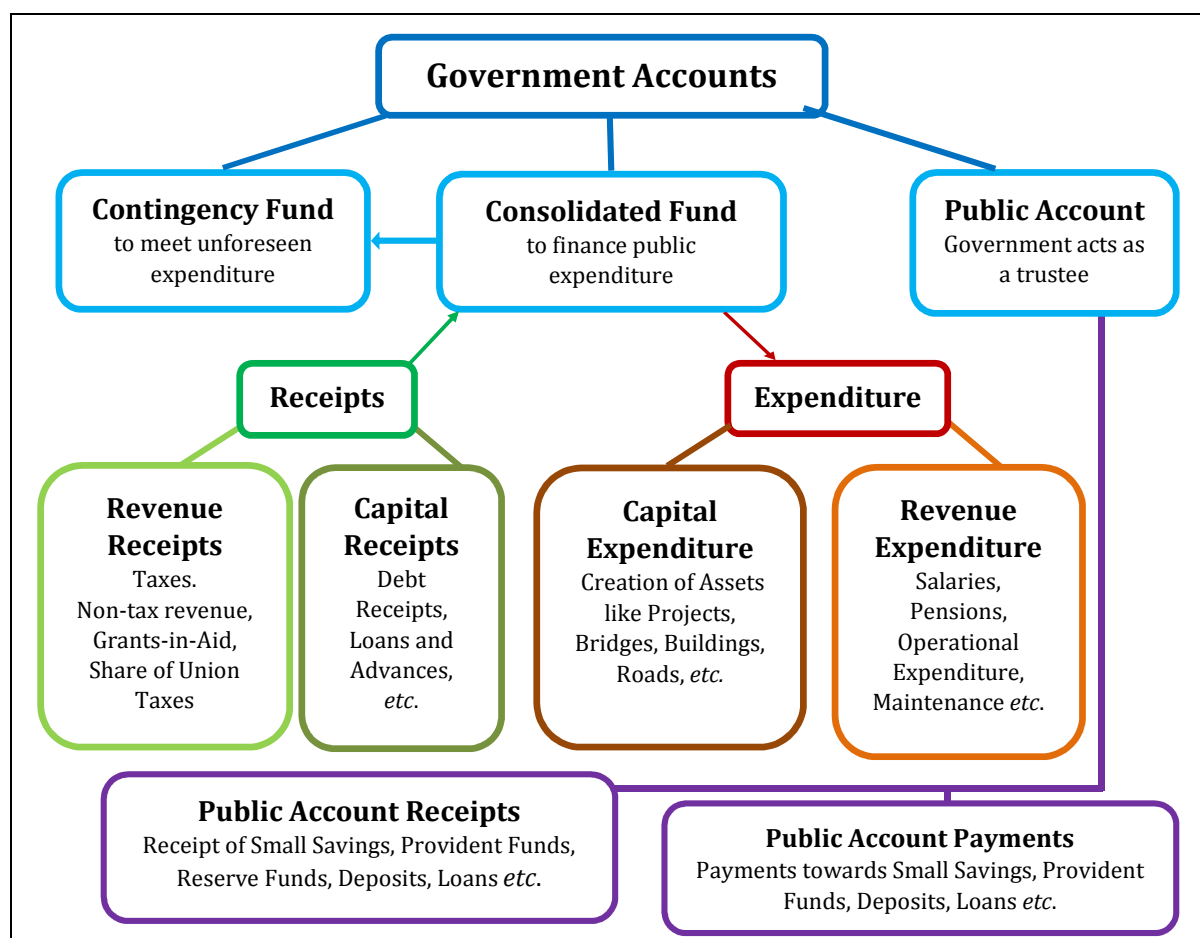 Government Accounts
Contingency Fund
to meet unforeseen
expenditure
Consolidated Fund
to finance public
expenditure
Public Account
Government acts as
a trustee
Receipts
Expenditure
Revenue
Receipts
Taxes.
Non-tax revenue,
Grants-in-Aid,
Share of Union
Taxes
Capital
Receipts
Debt
Receipts,
Loans and
Advances,
etc.
Capital
Expenditure
Creation of Assets
like Projects,
Bridges, Buildings,
Roads, etc.
Revenue
Expenditure
Salaries,
Pensions,
Operational
Expenditure,
Maintenance etc.
Public Account Receipts
Receipt of Small Savings, Provident Funds,
Reserve Funds, Deposits, Loans etc.
Public Account Payments
Payments towards Small Savings, Provident
Funds, Deposits, Loans etc.